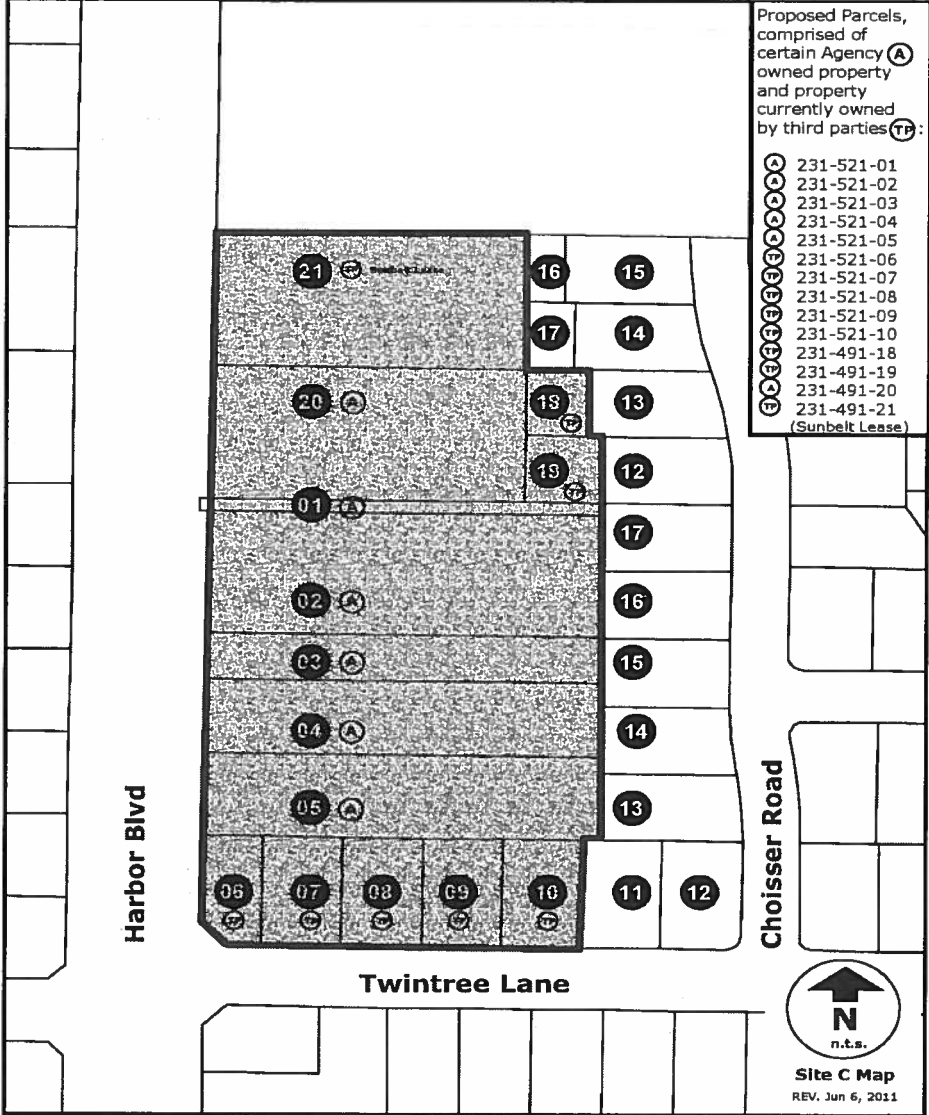 Proposed Parcels,
comprised of
certain Agency A
owned property
and property
currently owned
by third parties TP :
A 231-521-01
A 231-521-02
A 231-521-03
A 231-521-04
A 231-521-05
TP 231-521-06
TP 231-521-07
TP 231-521-08
TP 231-521-09
TP 231-521-10
TP 231-491-18
TP 231-491-19
A 231-491-20
TP 231-491-21
(Sunbelt Lease)
21 TP Sunbelt Lease
16 15
17 14
20 A
18 TP
13
19 TP
12
01 A
17
02 A
16
03 A
15
04 A
14
05 A
13
06 07 08 09 10 11 12
TP TP TP TP TP
Harbor Blvd
Choisser Road
Twintree Lane
N
n.t.s.
Site C Map
REV. Jun 6, 2011